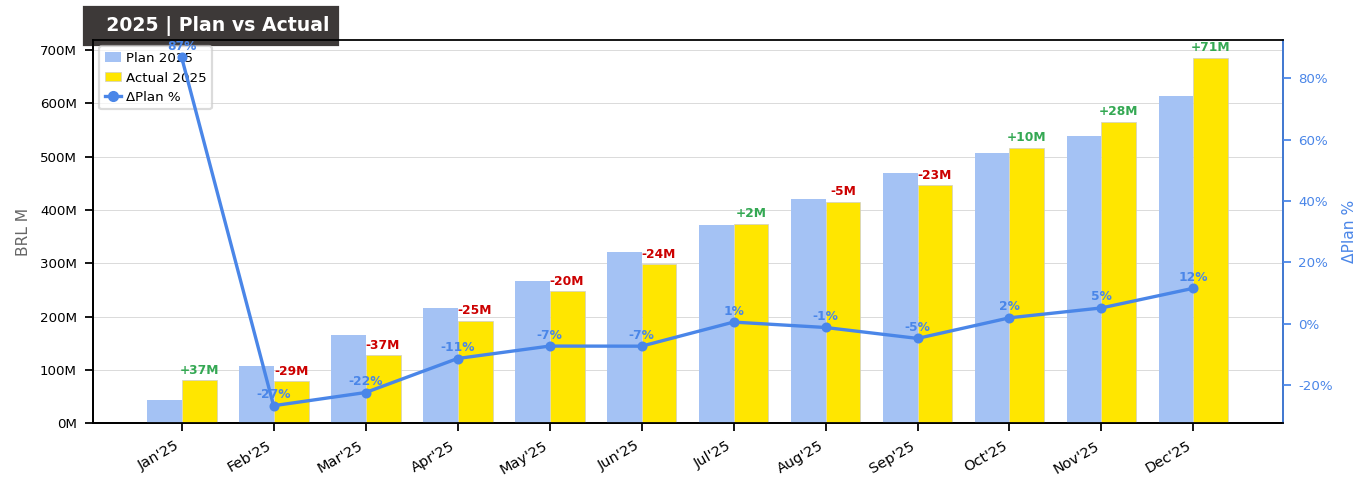 2025 | Plan vs Actual
Plan 2025
Actual 2025
ΔPlan %
BRL M
700M
600M
500M
400M
300M
200M
100M
0M
ΔPlan %
80%
60%
40%
20%
0%
-20%
+37M
-29M
-37M
-25M
-20M
-24M
+2M
-5M
-23M
+10M
+28M
+71M
87%
-27%
-22%
-11%
-7%
-7%
1%
-1%
-5%
2%
5%
12%
Jan'25
Feb'25
Mar'25
Apr'25
May'25
Jun'25
Jul'25
Aug'25
Sep'25
Oct'25
Nov'25
Dec'25